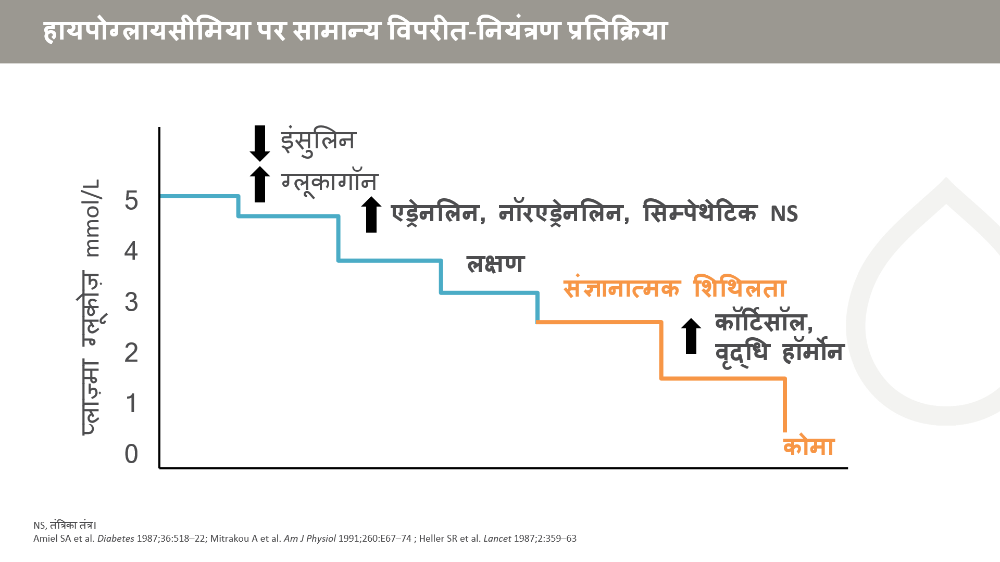 हायपोग्लायसीमिया पर सामान्य विपरीत-नियंत्रण प्रतिक्रिया
इंसुलिन
ग्लूकागॉन
एड्रेनलिन, नॉरएड्रेनलिन, सिम्पेथेटिक NS
लक्षण
संज्ञानात्मक शिथिलता
कॉर्टिसॉल,
वृद्धि हॉर्मोन
कोमा
प्लाज़्मा ग्लूकोज़ mmol/L
5
4
3
2
1
0
NS, तंत्रिका तंत्र।
Amiel SA et al. Diabetes 1987;36:518–22; Mitrakou A et al. Am J Physiol 1991;260:E67–74 ; Heller SR et al. Lancet 1987;2:359–63